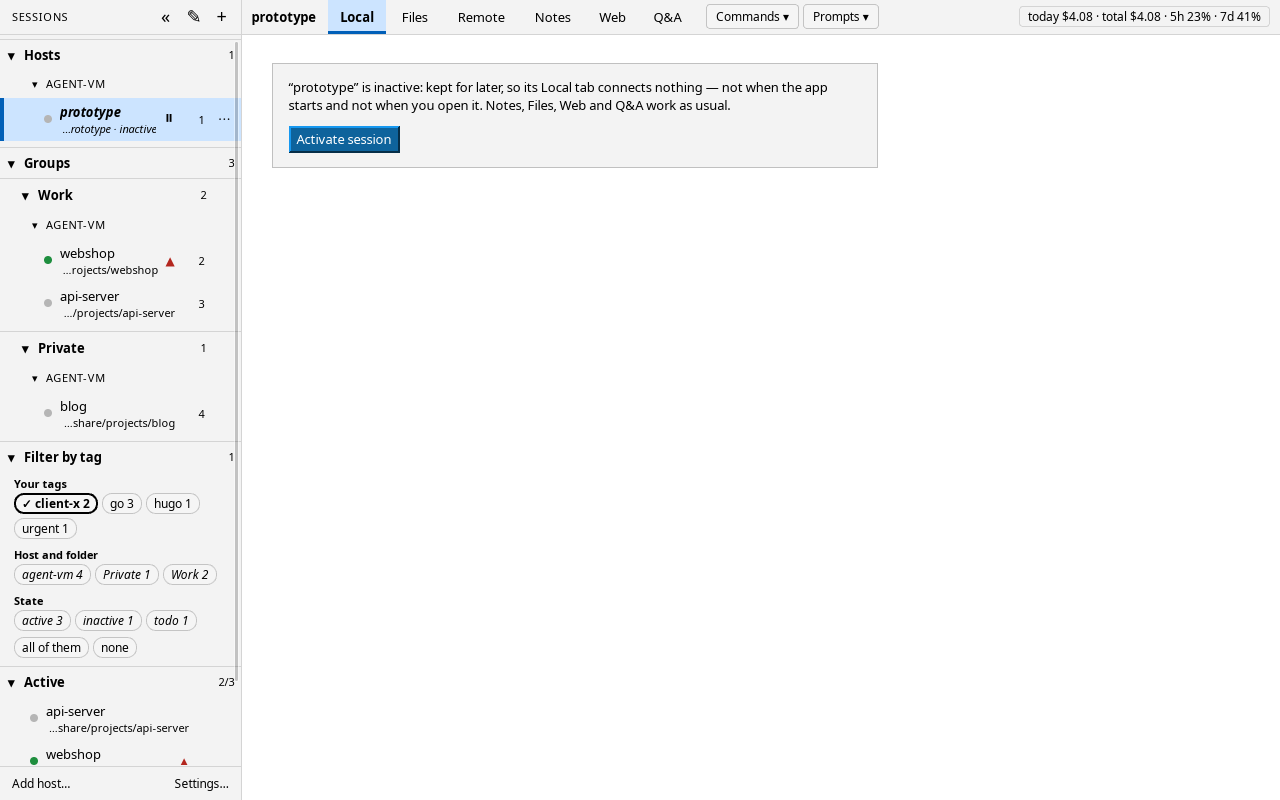 SESSIONS « ✎ +
prototype Local Files Remote Notes Web Q&A Commands ▾ Prompts ▾ today $4.08 · total $4.08 · 5h 23% · 7d 41%
▼ Hosts 1
▼ AGENT-VM
prototype 1 ...
...rototype · inactive
▼ Groups 3
▼ Work 2
▼ AGENT-VM
webshop ▲ 2
...rojects/webshop
api-server 3
.../projects/api-server
▼ Private 1
▼ AGENT-VM
blog 4
...share/projects/blog
▼ Filter by tag 1
Your tags
✓ client-x 2 go 3 hugo 1
urgent 1
Host and folder
agent-vm 4 Private 1 Work 2
State
active 3 inactive 1 todo 1
all of them none
▼ Active 2/3
api-server
...share/projects/api-server
webshop ▲
Add host... Settings...
“prototype” is inactive: kept for later, so its Local tab connects nothing — not when the app
starts and not when you open it. Notes, Files, Web and Q&A work as usual.
Activate session